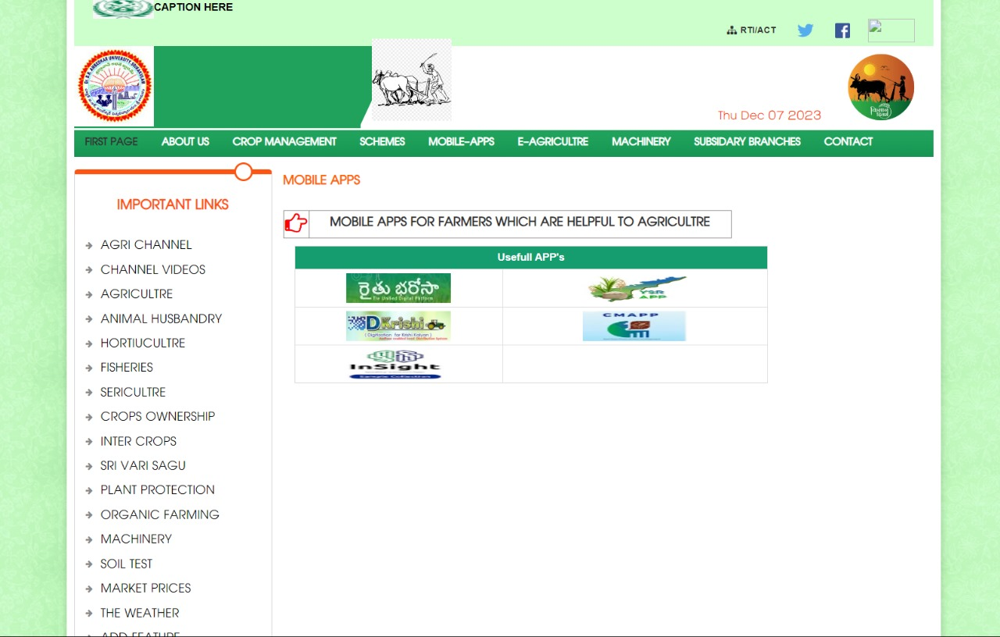 CAPTION HERE
RTI/ACT
Thu Dec 07 2023
किसान
दिवस
FIRST PAGE ABOUT US CROP MANAGEMENT SCHEMES MOBILE-APPS E-AGRICULTRE MACHINERY SUBSIDARY BRANCHES CONTACT
IMPORTANT LINKS
AGRI CHANNEL
CHANNEL VIDEOS
AGRICULTRE
ANIMAL HUSBANDRY
HORTIUCULTRE
FISHERIES
SERICULTRE
CROPS OWNERSHIP
INTER CROPS
SRI VARI SAGU
PLANT PROTECTION
ORGANIC FARMING
MACHINERY
SOIL TEST
MARKET PRICES
THE WEATHER
ADD FEATURE
MOBILE APPS
MOBILE APPS FOR FARMERS WHICH ARE HELPFUL TO AGRICULTRE
Usefull APP's
రైతు భరోసా
The Unified Digital Platform
YSR
APP
D Krishi
(Digitization for Krishi Kalyan)
CMAPP
InSight
Sample Collection